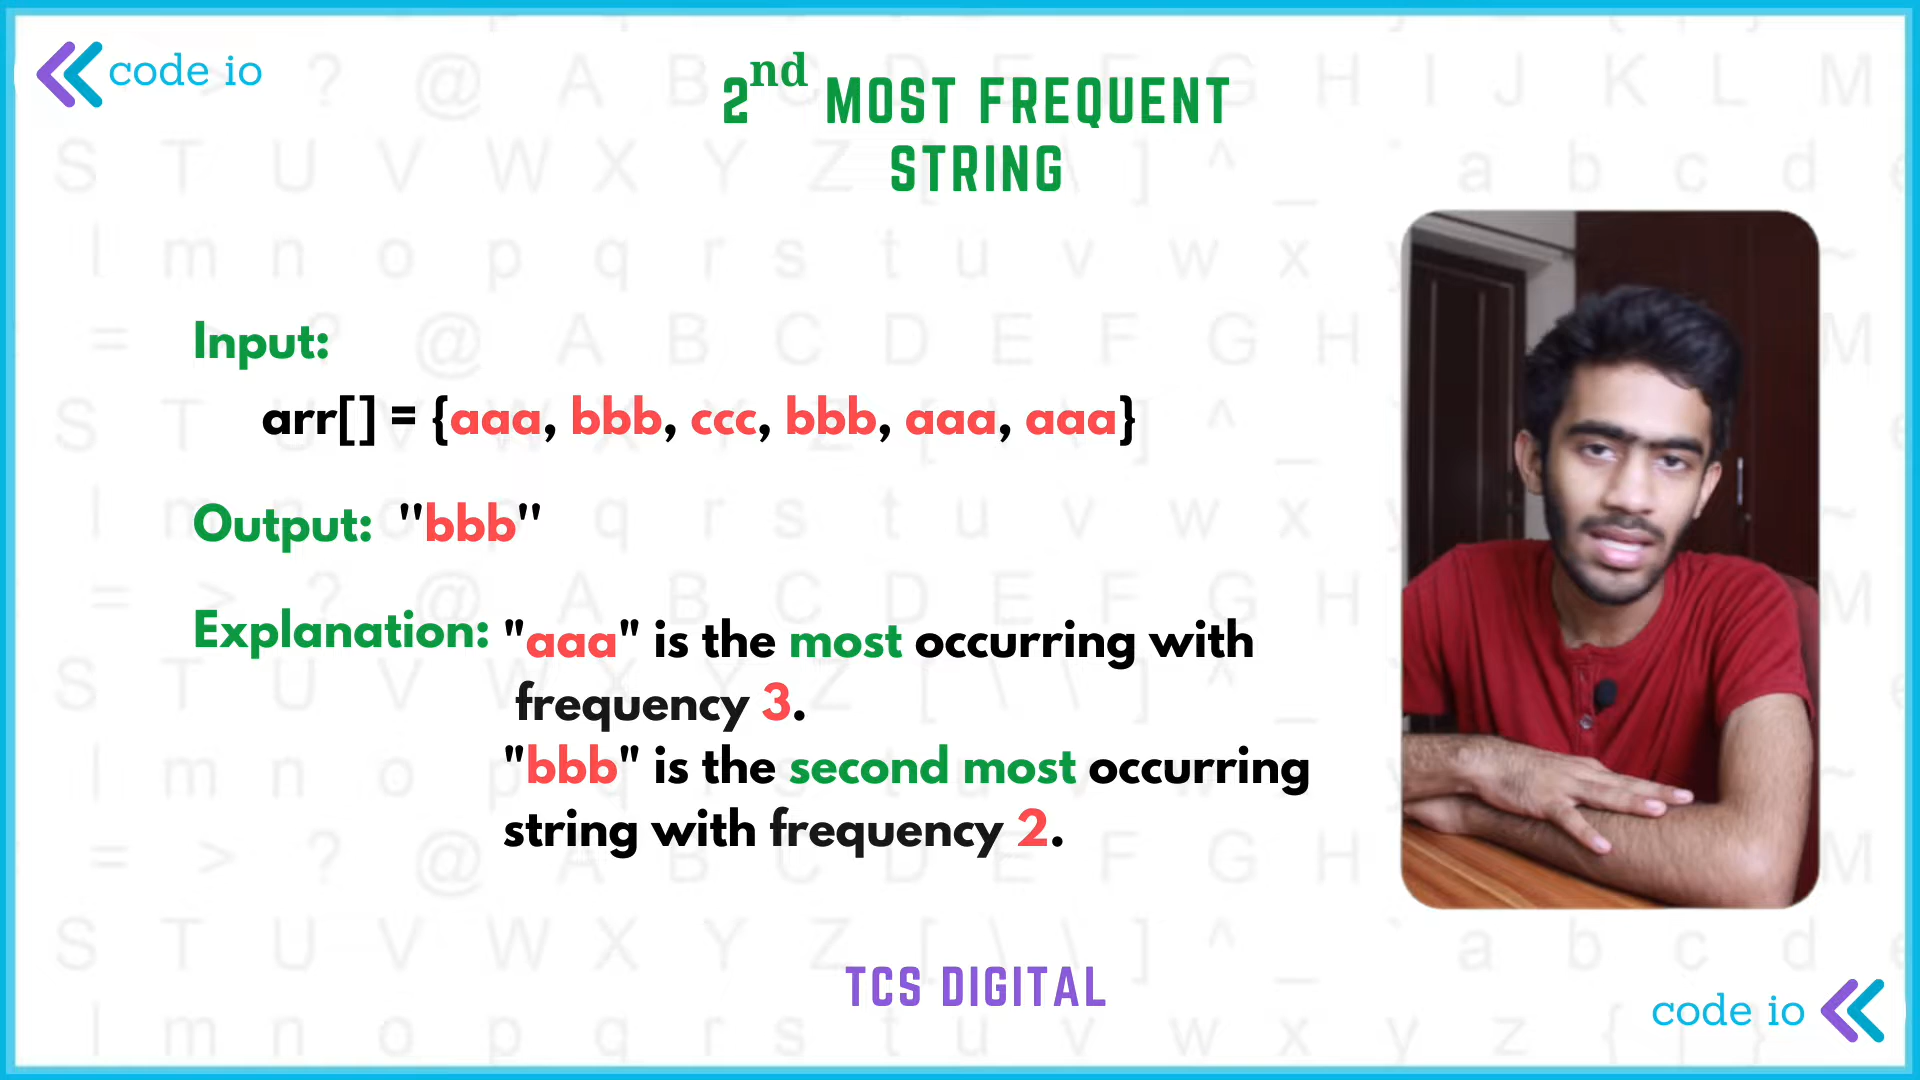 code io
2nd MOST FREQUENT
STRING
Input:
arr[] = {aaa, bbb, ccc, bbb, aaa, aaa}
Output: "bbb"
Explanation: "aaa" is the most occurring with
frequency 3.
"bbb" is the second most occurring
string with frequency 2.
TCS DIGITAL
code io